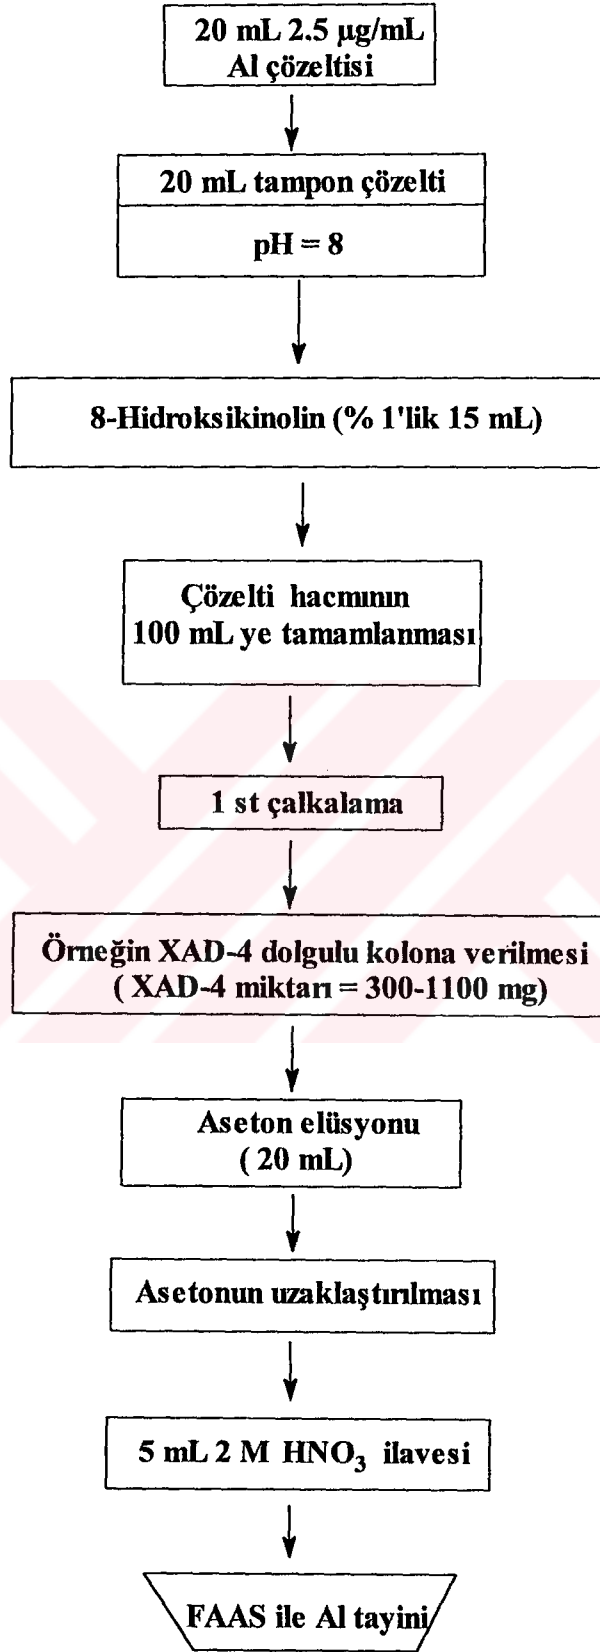 20 mL 2.5 µg/mL
Al çözeltisi
20 mL tampon çözelti
pH = 8
8-Hidroksikinolin (% 1'lik 15 mL)
Çözelti hacmının
100 mL ye tamamlanması
1 st çalkalama
Örneğin XAD-4 dolgulu kolona verilmesi
( XAD-4 miktarı = 300-1100 mg)
Aseton elüsyonu
( 20 mL)
Asetonun uzaklaştırılması
5 mL 2 M HNO₃ ilavesi
FAAS ile Al tayini